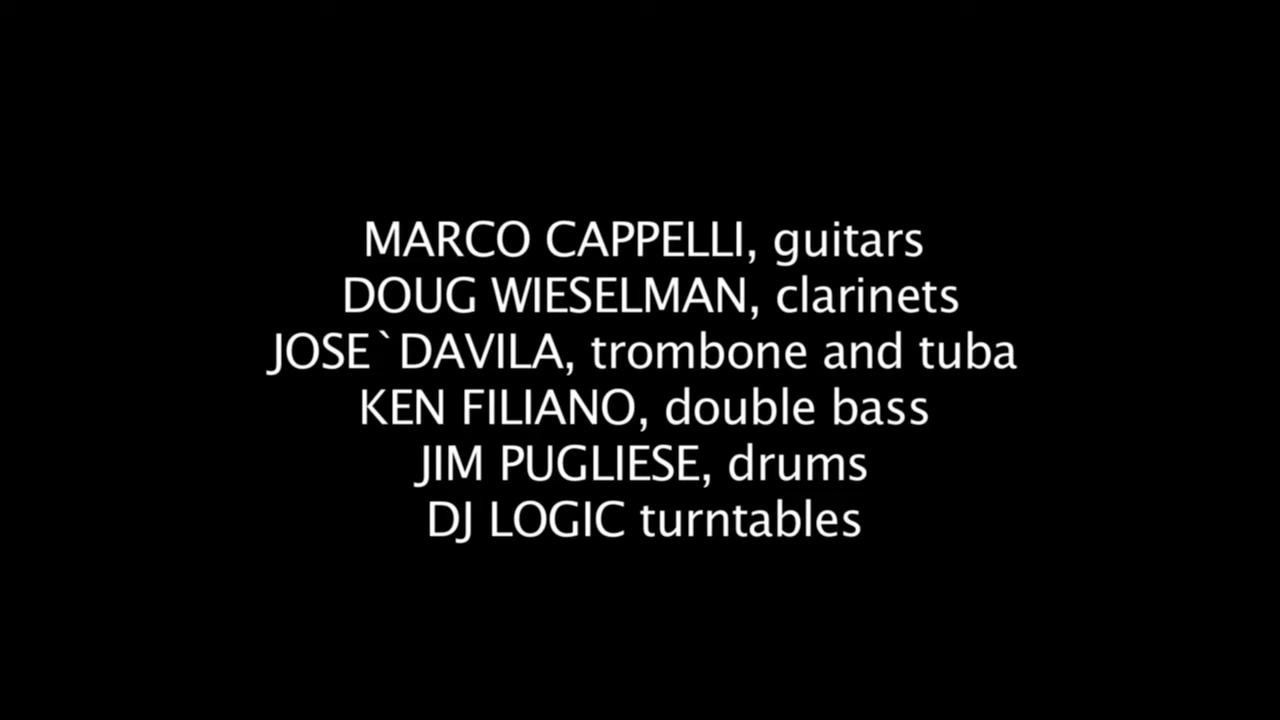 MARCO CAPPELLI, guitars
DOUG WIESELMAN, clarinets
JOSE`DAVILA, trombone and tuba
KEN FILIANO, double bass
JIM PUGLIESE, drums
DJ LOGIC turntables